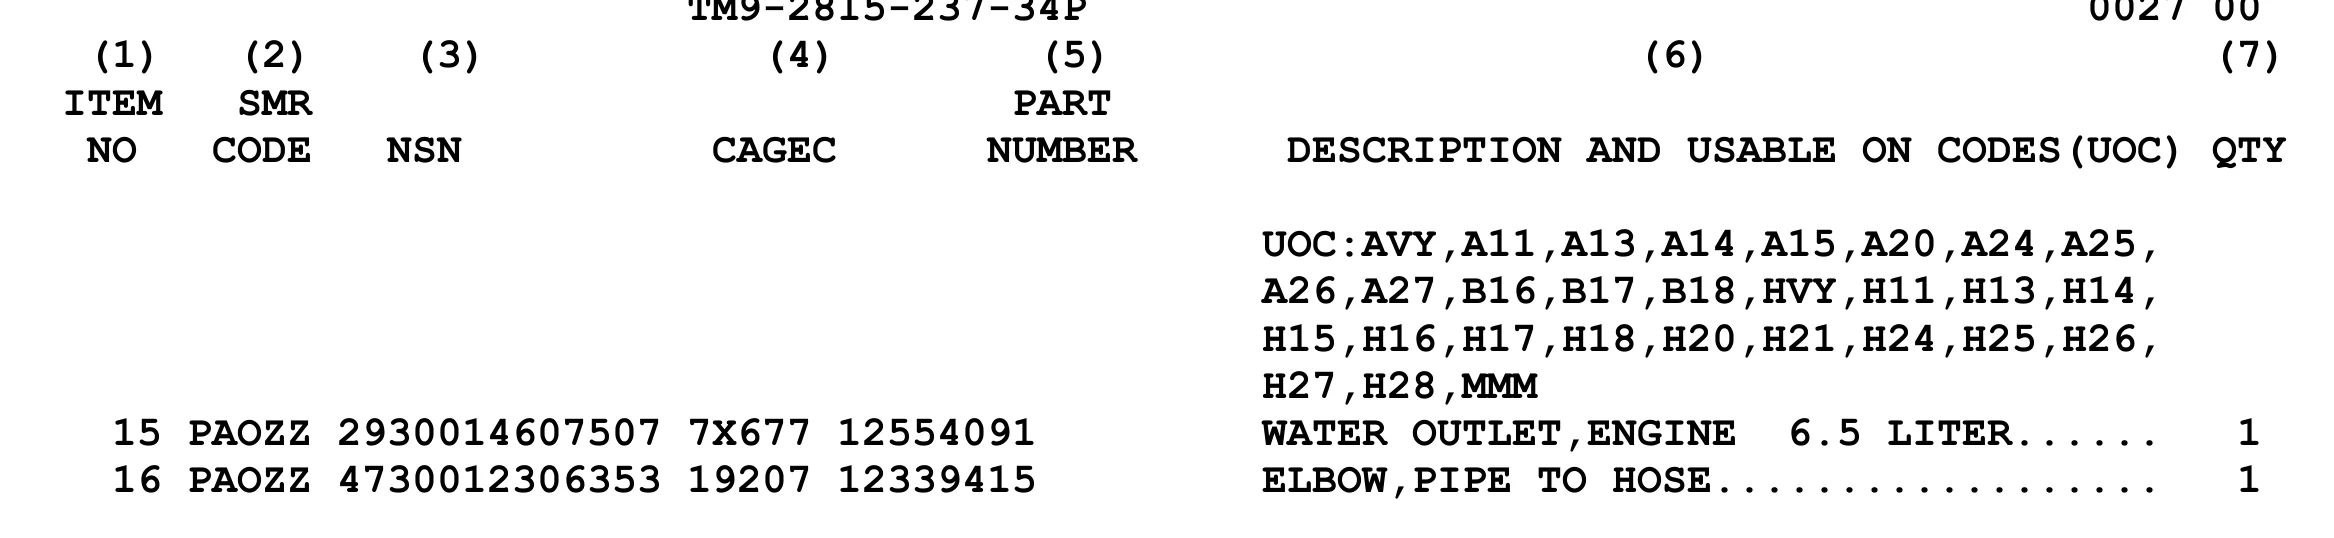 TM9-2815-237-34P 0027 00
(1) (2) (3) (4) (5) (6) (7)
ITEM SMR PART
NO CODE NSN CAGEC NUMBER DESCRIPTION AND USABLE ON CODES(UOC) QTY
UOC:AVY,A11,A13,A14,A15,A20,A24,A25,
A26,A27,B16,B17,B18,HVY,H11,H13,H14,
H15,H16,H17,H18,H20,H21,H24,H25,H26,
H27,H28,MMM
15 PAOZZ 2930014607507 7X677 12554091 WATER OUTLET,ENGINE 6.5 LITER...... 1
16 PAOZZ 4730012306353 19207 12339415 ELBOW,PIPE TO HOSE.................. 1